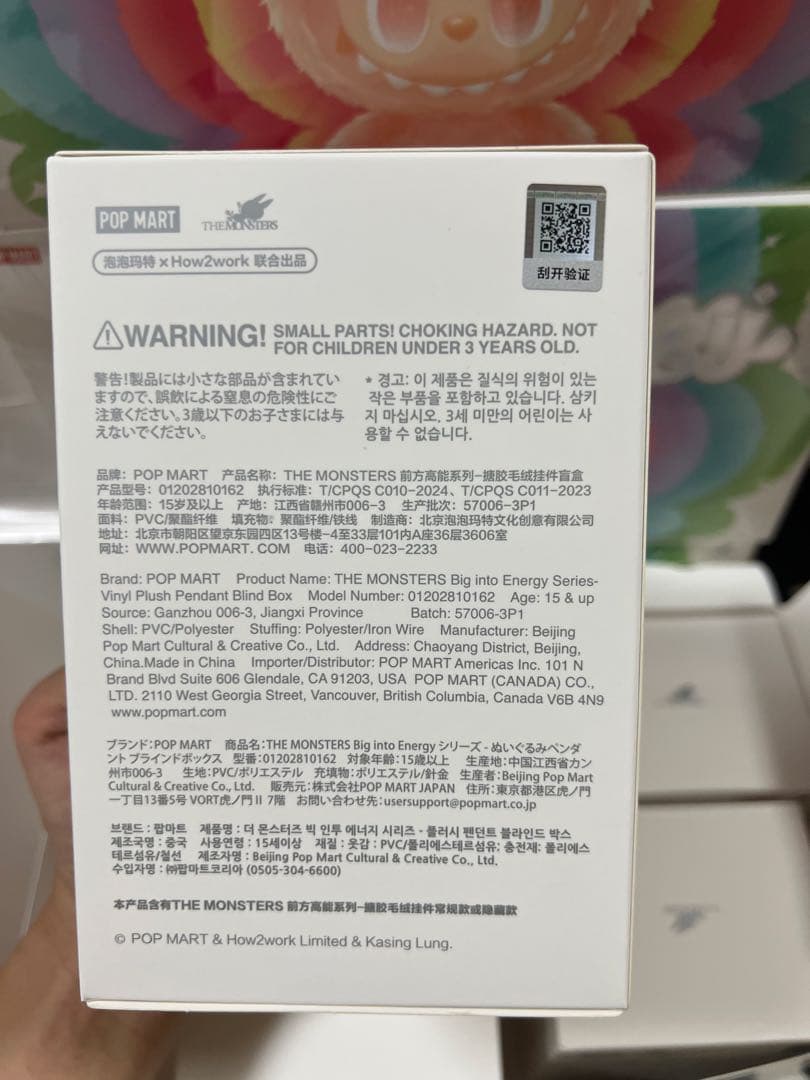 POP MART
THE MONSTERS
泡泡玛特×How2work 联合出品
刮开验证
WARNING! SMALL PARTS! CHOKING HAZARD. NOT
FOR CHILDREN UNDER 3 YEARS OLD.
警告!製品には小さな部品が含まれてい
ますので、誤飲による窒息の危険性にご
注意ください。3歳以下のお子さまには与
えないでください。
* 경고: 이 제품은 질식의 위험이 있는
작은 부품을 포함하고 있습니다. 삼키
지 마십시오, 3세 미만의 어린이는 사
용할 수 없습니다.
品牌: POP MART 产品名称: THE MONSTERS 前方高能系列-搪胶毛绒挂件盲盒
产品型号: 01202810162 执行标准: T/CPQS C010-2024、T/CPQS C011-2023
年龄范围: 15岁及以上 产地: 江西省赣州市006-3 生产批次: 57006-3P1
面料: PVC/聚酯纤维 填充物: 聚酯纤维/铁线 制造商: 北京泡泡玛特文化创意有限公司
地址: 北京市朝阳区望京东园四区13号楼-4至33层101内A座36层3606室
网址: WWW.POPMART.COM 电话: 400-023-2233
Brand: POP MART Product Name: THE MONSTERS Big into Energy Series-
Vinyl Plush Pendant Blind Box Model Number: 01202810162 Age: 15 & up
Source: Ganzhou 006-3, Jiangxi Province Batch: 57006-3P1
Shell: PVC/Polyester Stuffing: Polyester/Iron Wire Manufacturer: Beijing
Pop Mart Cultural & Creative Co., Ltd. Address: Chaoyang District, Beijing,
China.Made in China Importer/Distributor: POP MART Americas Inc. 101 N
Brand Blvd Suite 606 Glendale, CA 91203, USA POP MART (CANADA) CO.,
LTD. 2110 West Georgia Street, Vancouver, British Columbia, Canada V6B 4N9
www.popmart.com
ブランド:POP MART 商品名:THE MONSTERS Big into Energy シリーズ - ぬいぐるみペンダ
ント ブラインドボックス 型番:01202810162 対象年齢:15歳以上 生産地:中国江西省カン
州市006-3 生地:PVC/ポリエステル 充填物:ポリエステル/針金 生産者:Beijing Pop Mart
Cultural & Creative Co., Ltd. 販売元:株式会社POP MART JAPAN 住所:東京都港区虎ノ門
一丁目13番5号 VORT虎ノ門Ⅱ 7階 お問い合わせ先:usersupport@popmart.co.jp
브랜드 : 팝마트 제품명 : 더 몬스터즈 빅 인투 에너지 시리즈 - 플러시 펜던트 블라인드 박스
제조국명 : 중국 사용연령 : 15세이상 재질 : 옷감 : PVC/폴리에스테르섬유; 충전재: 폴리에스
테르섬유/철선 제조자명 : Beijing Pop Mart Cultural & Creative Co., Ltd.
수입자명 : ㈜팝마트코리아 (0505-304-6600)
本产品含有THE MONSTERS 前方高能系列-搪胶毛绒挂件常规款或隐藏款
© POP MART & How2work Limited & Kasing Lung.